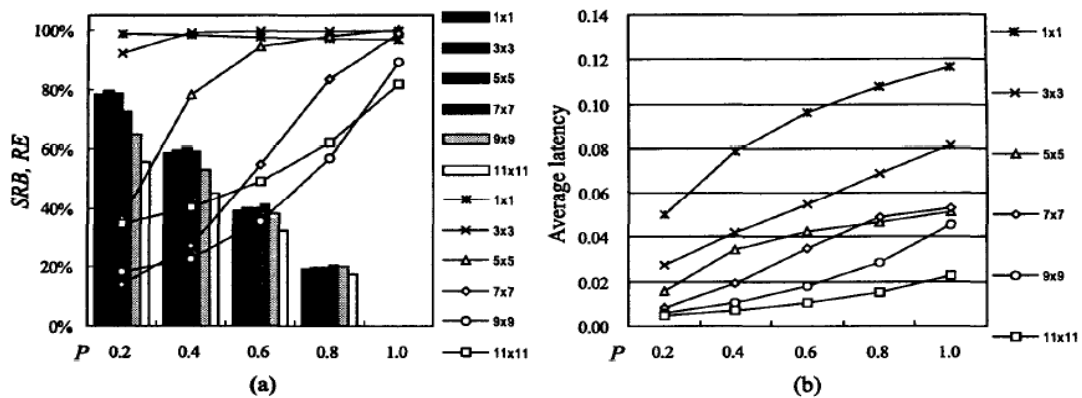 100%
80%
60%
40%
20%
0%
SRB, RE
P 0.2 0.4 0.6 0.8 1.0
(a)
1x1
3x3
5x5
7x7
9x9
11x11
1x1
3x3
5x5
7x7
9x9
11x11
0.14
0.12
0.10
0.08
0.06
0.04
0.02
0.00
Average latency
P 0.2 0.4 0.6 0.8 1.0
(b)
1x1
3x3
5x5
7x7
9x9
11x11